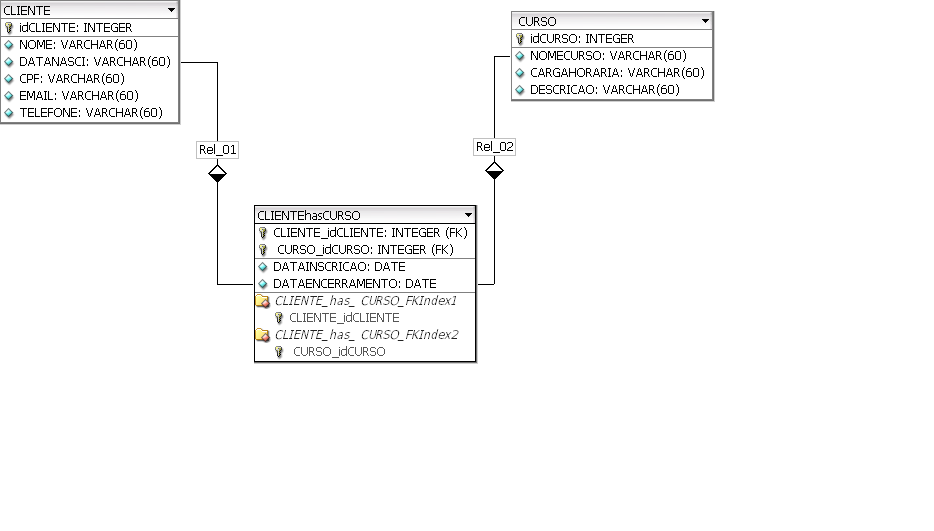 CLIENTE
idCLIENTE: INTEGER
NOME: VARCHAR(60)
DATANASCI: VARCHAR(60)
CPF: VARCHAR(60)
EMAIL: VARCHAR(60)
TELEFONE: VARCHAR(60)
CURSO
idCURSO: INTEGER
NOMECURSO: VARCHAR(60)
CARGAHORARIA: VARCHAR(60)
DESCRICAO: VARCHAR(60)
Rel_01
Rel_02
CLIENTEhasCURSO
CLIENTE_idCLIENTE: INTEGER (FK)
CURSO_idCURSO: INTEGER (FK)
DATAINSCRICAO: DATE
DATAENCERRAMENTO: DATE
CLIENTE_has_ CURSO_FKIndex1
CLIENTE_idCLIENTE
CLIENTE_has_ CURSO_FKIndex2
CURSO_idCURSO